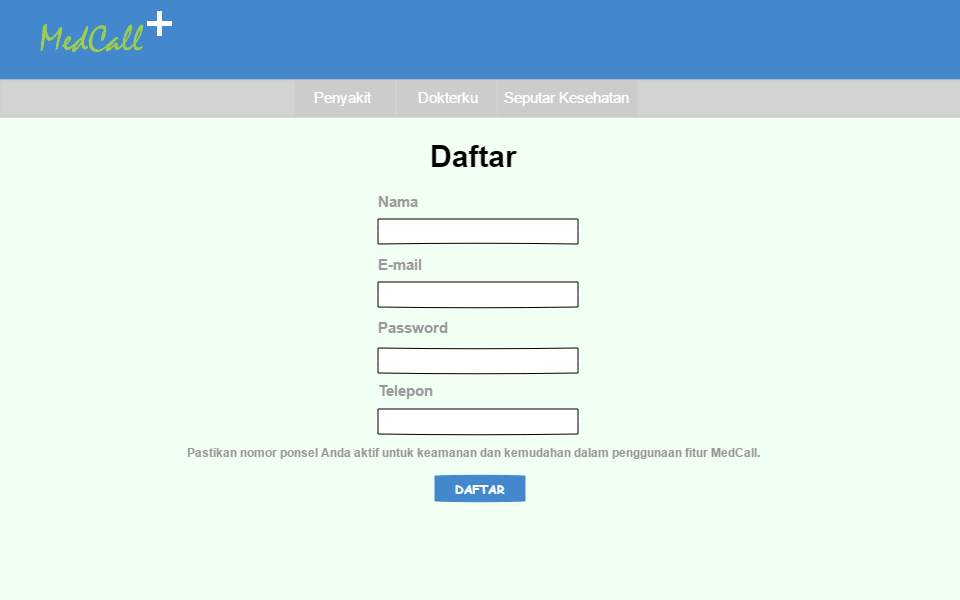 MedCall
Penyakit Dokterku Seputar Kesehatan
Daftar
Nama
E-mail
Password
Telepon
Pastikan nomor ponsel Anda aktif untuk keamanan dan kemudahan dalam penggunaan fitur MedCall.
DAFTAR